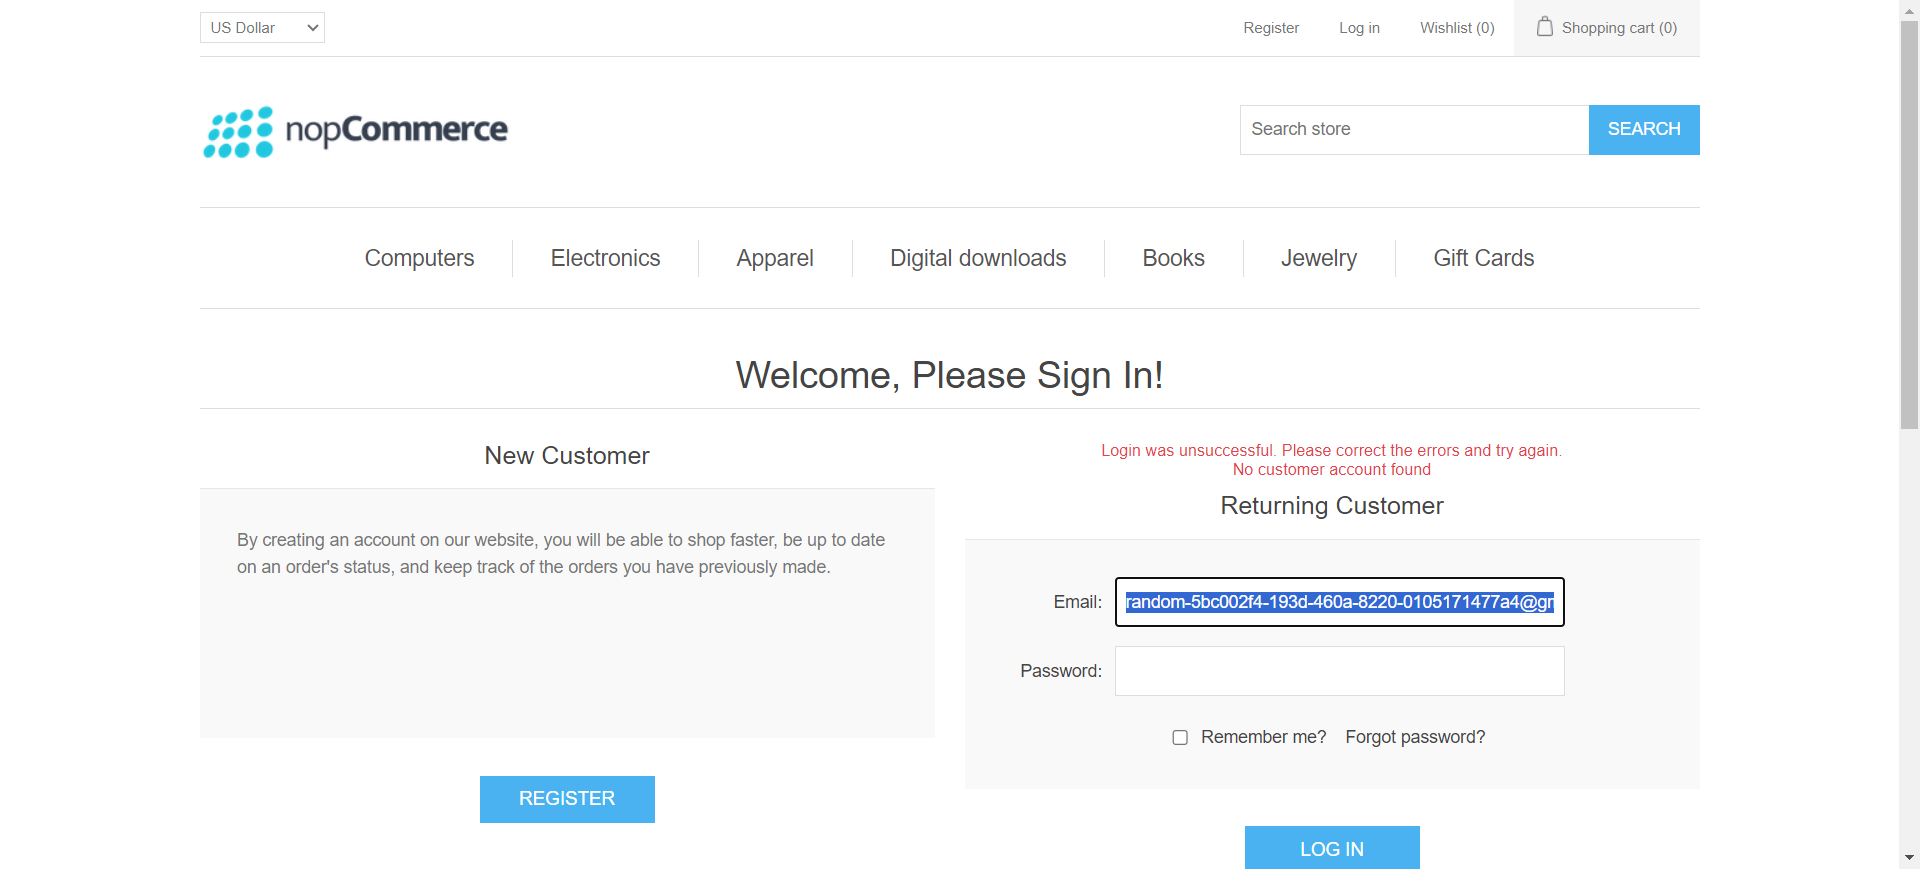 US Dollar
Register
Log in
Wishlist (0)
Shopping cart (0)
nopCommerce
Search store
SEARCH
Computers
Electronics
Apparel
Digital downloads
Books
Jewelry
Gift Cards
Welcome, Please Sign In!
New Customer
By creating an account on our website, you will be able to shop faster, be up to date
on an order's status, and keep track of the orders you have previously made.
REGISTER
Login was unsuccessful. Please correct the errors and try again.
No customer account found
Returning Customer
Email:
random-5bc002f4-193d-460a-8220-0105171477a4@gr
Password:
Remember me?
Forgot password?
LOG IN